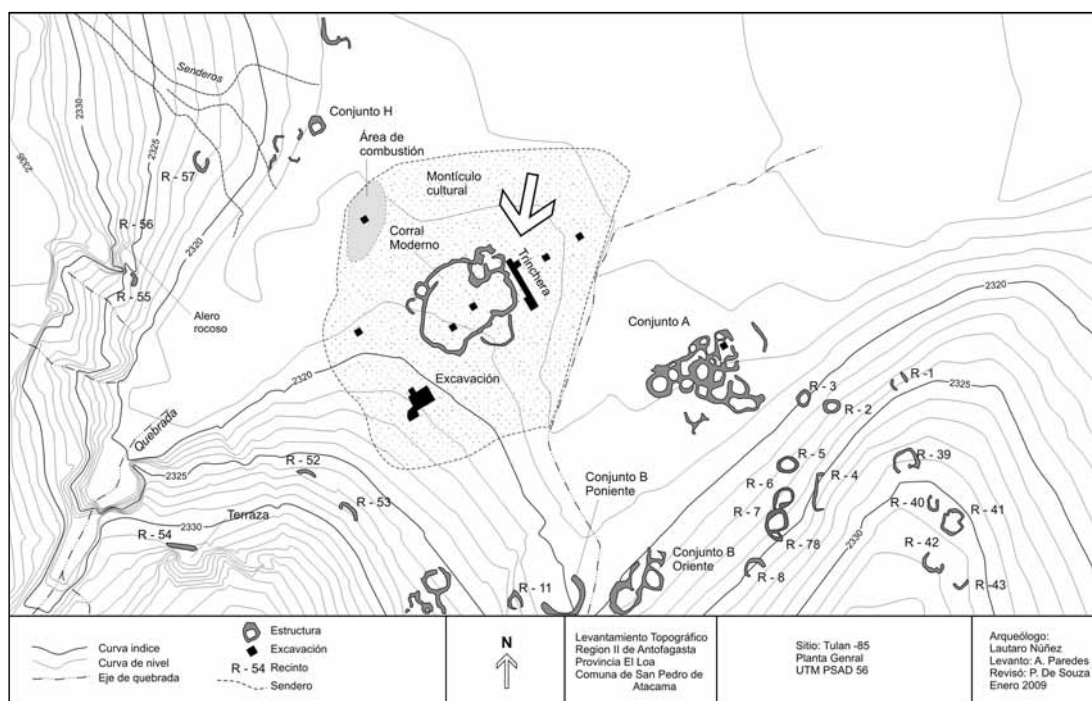 Senderos
2330
2325
2335
Conjunto H
Área de
combustión
R - 57
Montículo
cultural
R - 56
2320
Corral
Moderno
Trinchera
R - 55
Alero
rocoso
2320
Conjunto A
2320
Excavación
R - 3
R - 1
2325
R - 2
Quebrada
2325
R - 52
R - 5
R - 39
Conjunto B
Poniente
R - 6
R - 4
R - 53
R - 7
R - 40
R - 41
Terraza
2330
R - 54
2330
R - 78
R - 42
Conjunto B
Oriente
R - 8
R - 43
R - 11
Curva indice
Curva de nivel
Eje de quebrada
Estructura
Excavación
R - 54 Recinto
Sendero
N
Levantamiento Topográfico
Region II de Antofagasta
Provincia El Loa
Comuna de San Pedro de
Atacama
Sitio: Tulan -85
Planta Genral
UTM PSAD 56
Arqueólogo:
Lautaro Núñez
Levanto: A. Paredes
Revisó: P. De Souza
Enero 2009